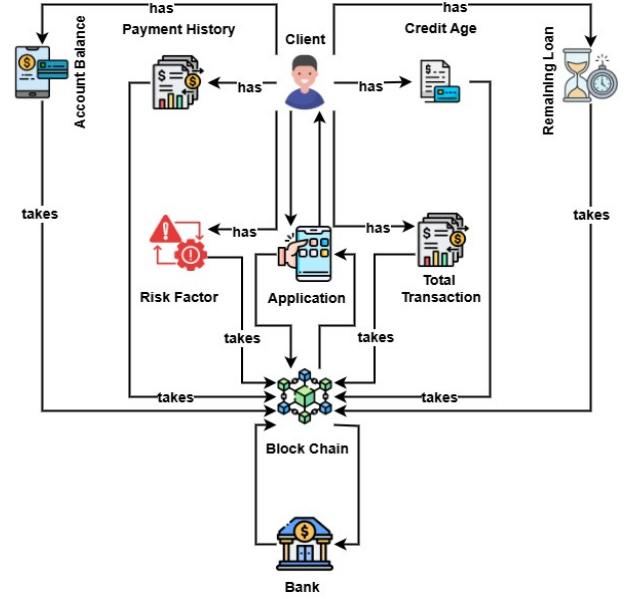 has
has
Payment History
Client
Credit Age
Account Balance
Remaining Loan
has
has
takes
takes
has
has
Risk Factor
Application
Total
Transaction
takes
takes
takes
takes
Block Chain
Bank